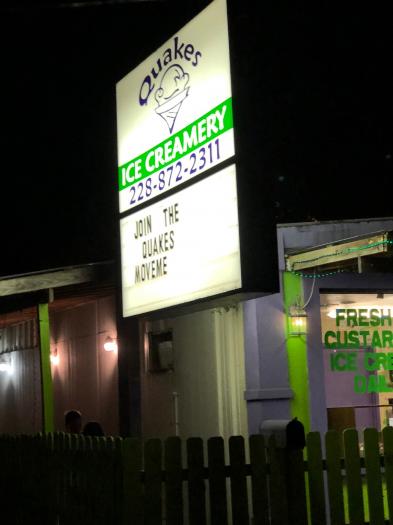 Quakes
ICE CREAMERY
228-872-2311
JOIN THE
QUAKES
MOVEME
FRESH
CUSTAR
ICE CRE
DAIL